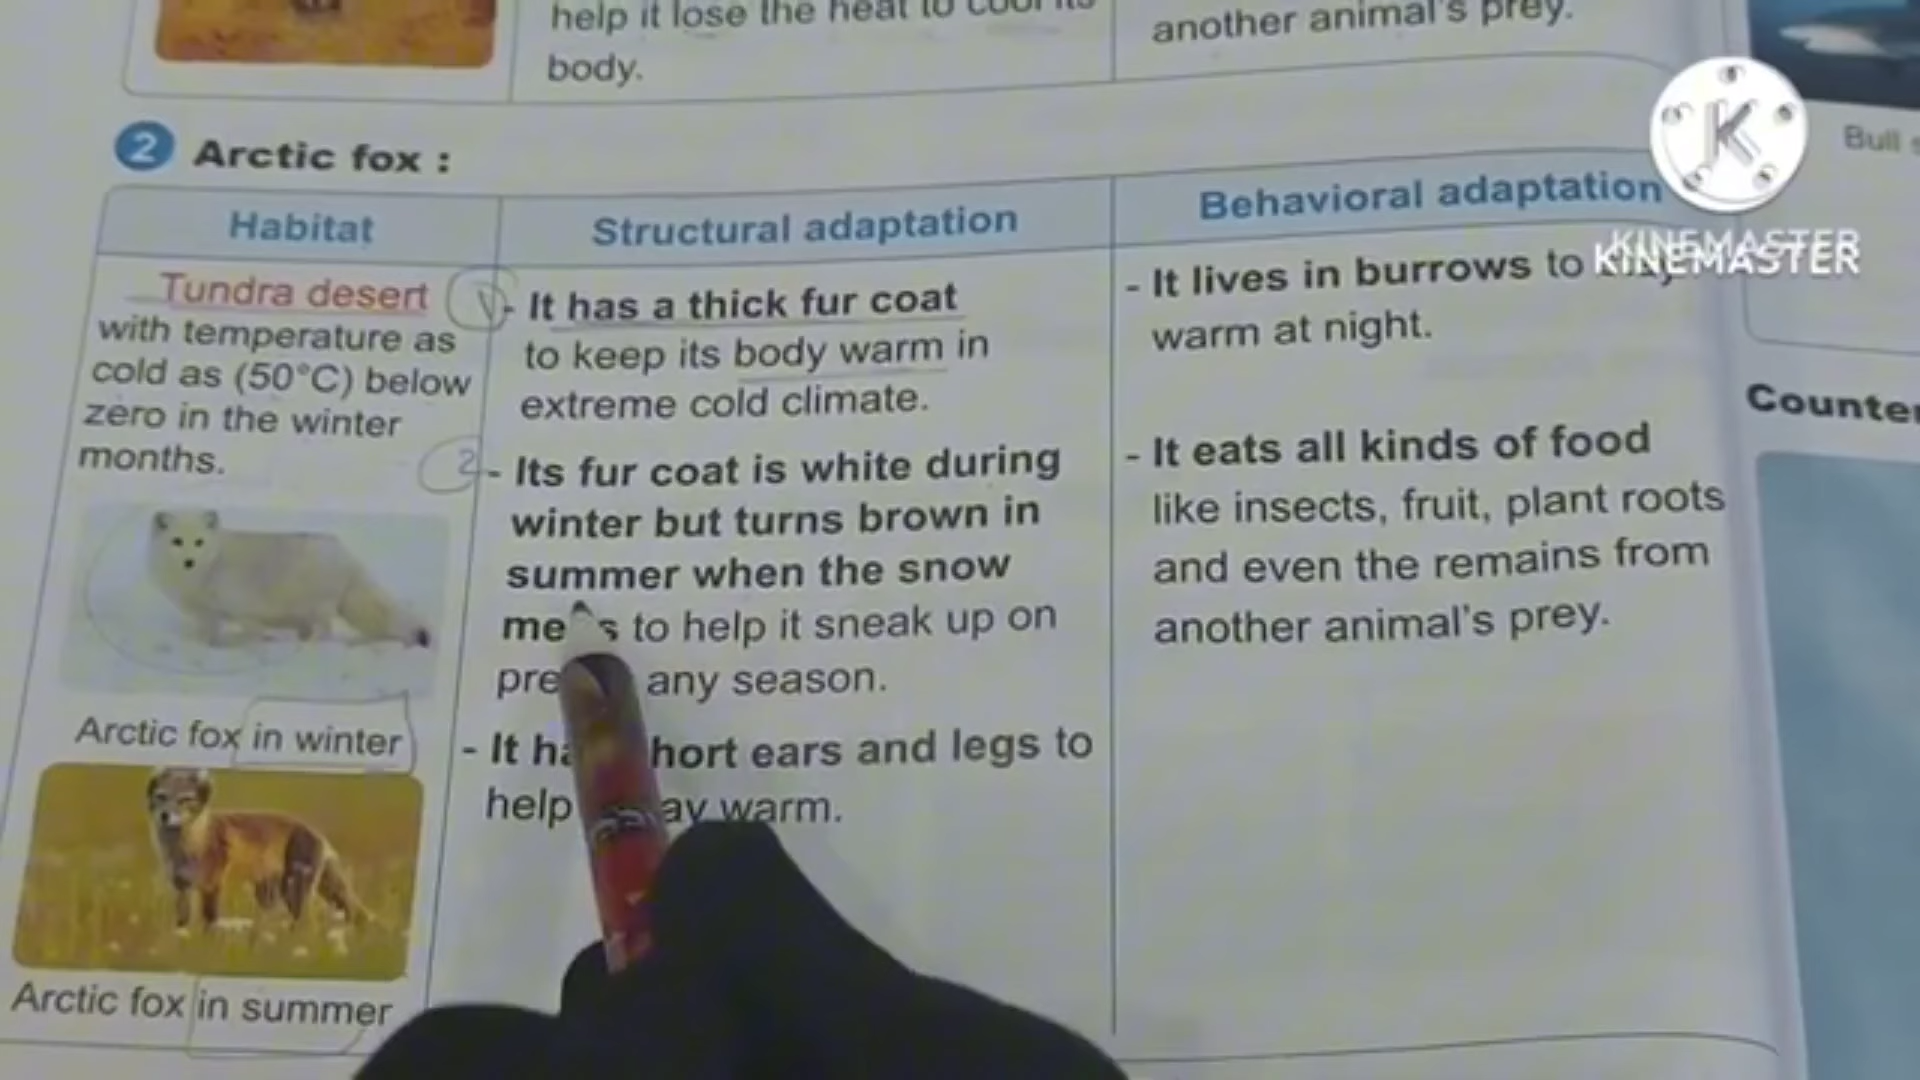 help it lose the heat to cool its
body.
another animal's prey.
Bull
2 Arctic fox :
Habitat
Structural adaptation
Behavioral adaptation
Tundra desert
with temperature as
cold as (50°C) below
zero in the winter
months.
Arctic fox in winter
Arctic fox in summer
1 - It has a thick fur coat
to keep its body warm in
extreme cold climate.
2 - Its fur coat is white during
winter but turns brown in
summer when the snow
to help it sneak up on
any season.
- It ears and legs to
help warm.
- It lives in burrows to
warm at night.
- It eats all kinds of food
like insects, fruit, plant roots
and even the remains from
another animal's prey.
K
KINEMASTER
KINEMASTER